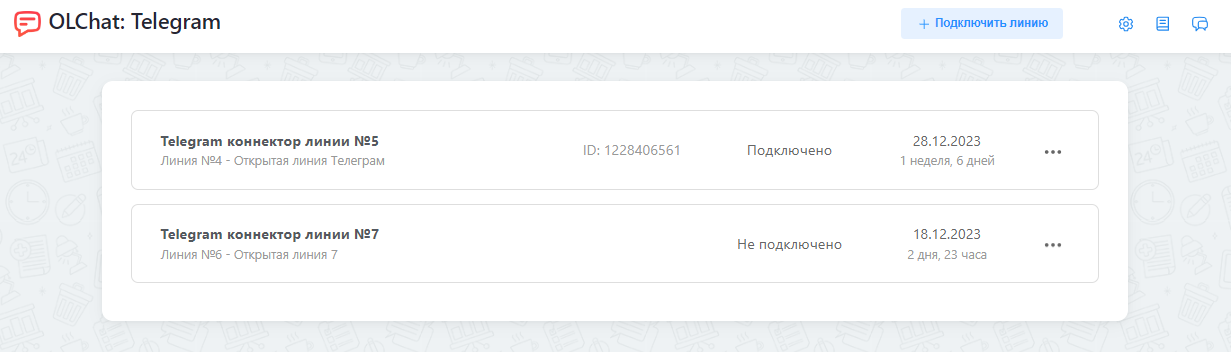 OLChat: Telegram
+ Подключить линию
Telegram коннектор линии №5
Линия №4 - Открытая линия Телеграм
ID: 1228406561
Подключено
28.12.2023
1 неделя, 6 дней
Telegram коннектор линии №7
Линия №6 - Открытая линия 7
Не подключено
18.12.2023
2 дня, 23 часа